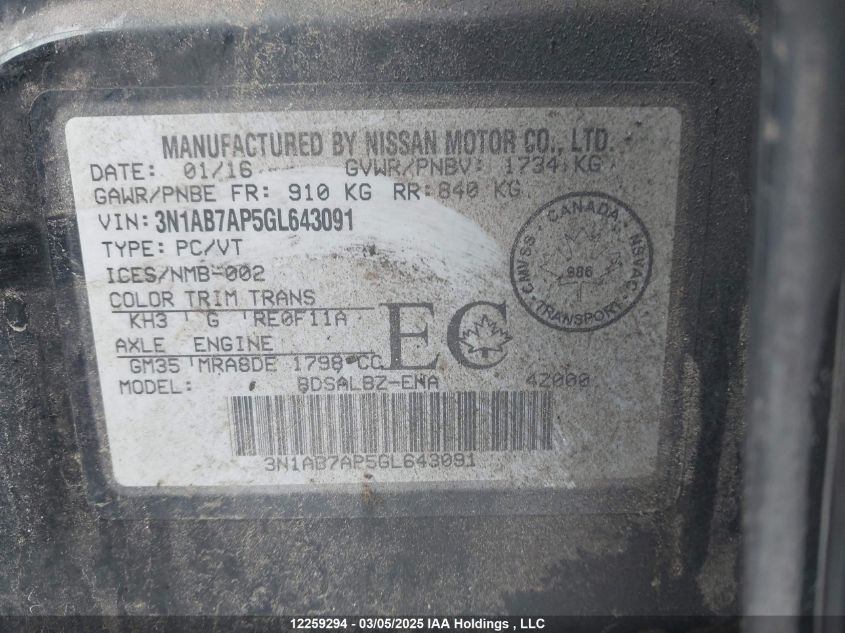 MANUFACTURED BY NISSAN MOTOR CO., LTD.
DATE: 01/16 GVWR/PNBV: 1734 KG
GAWR/PNBE FR: 910 KG RR: 840 KG
VIN: 3N1AB7AP5GL643091
TYPE: PC/VT
ICES/NMB-002
COLOR TRIM TRANS
KH3 G RE0F11A
AXLE ENGINE
GM35 MRA8DE 1798 CC
MODEL: BDSALBZ-ENA 4Z000
EC
CANADA
CMVSS NSVAC
986
TRANSPORT
3N1AB7AP5GL643091
12259294 - 03/05/2025 IAA Holdings , LLC